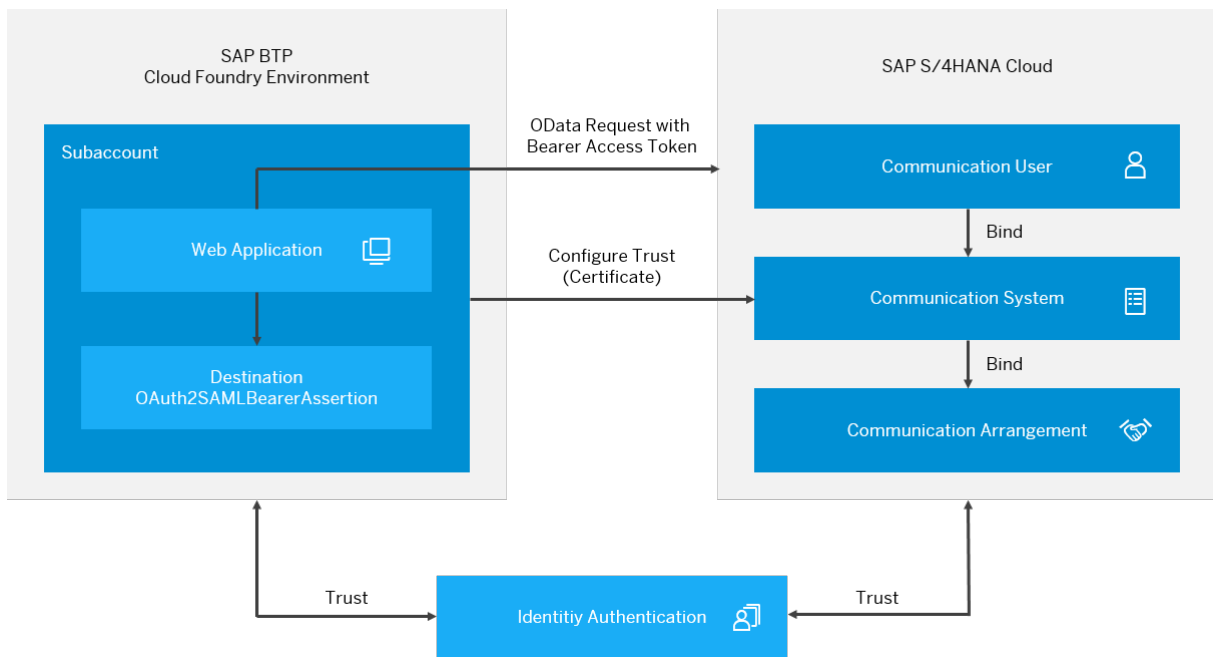 SAP BTP
Cloud Foundry Environment
SAP S/4HANA Cloud
Subaccount
OData Request with
Bearer Access Token
Communication User
Web Application
Bind
Configure Trust
(Certificate)
Communication System
Destination
OAuth2SAMLBearerAssertion
Bind
Communication Arrangement
Trust
Identitiy Authentication
Trust